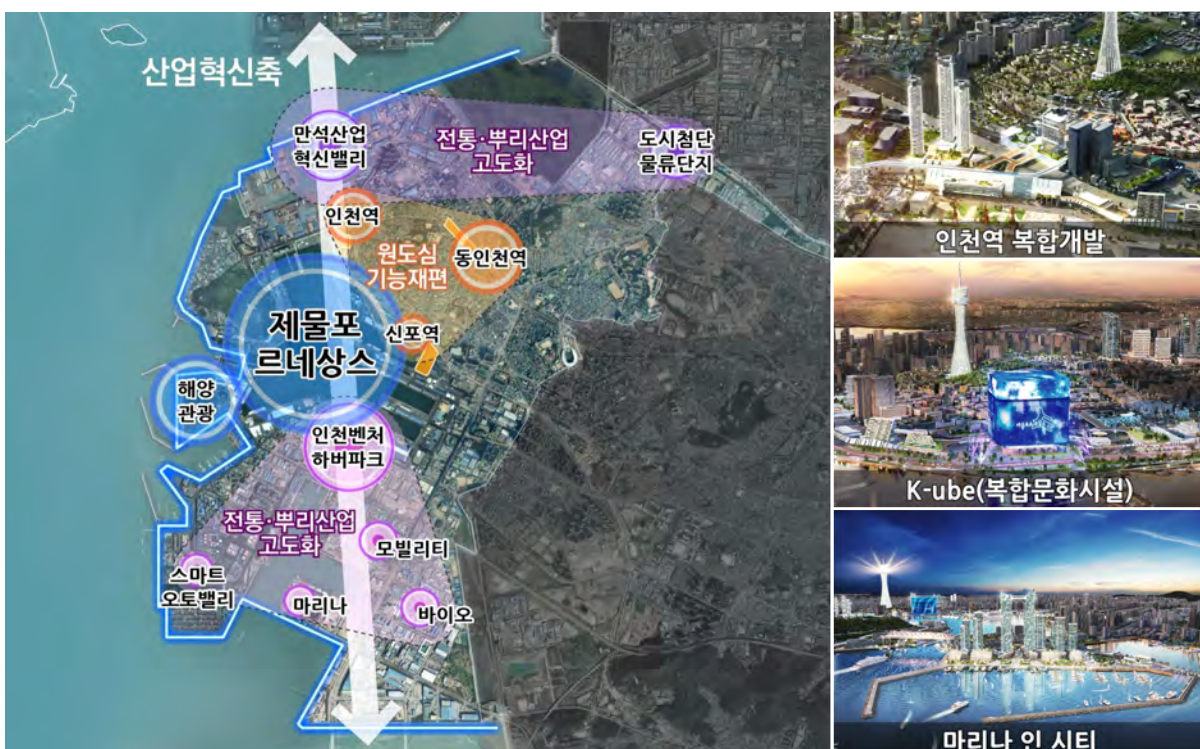 산업혁신축
만석산업
혁신밸리
전통·뿌리산업
고도화
도시첨단
물류단지
인천역
원도심
기능재편
동인천역
제물포
르네상스
신포역
해양
관광
인천벤처
하버파크
전통·뿌리산업
고도화
모빌리티
스마트
오토밸리
마리나
바이오
인천역 복합개발
K-ube(복합문화시설)
마리나 인 시티